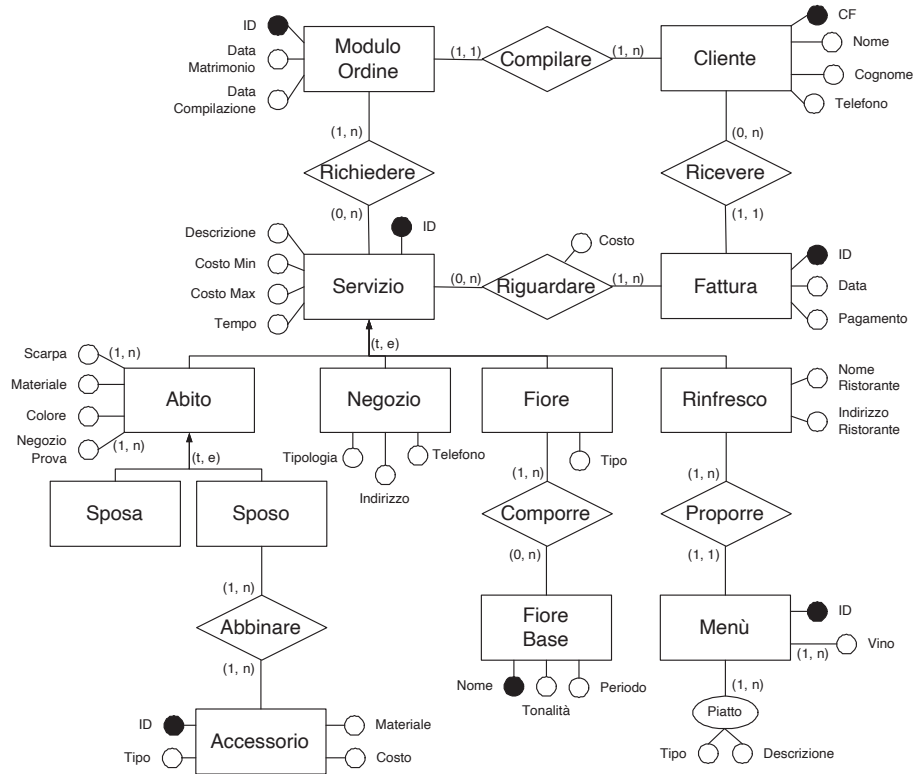 ID
CF
Modulo
Ordine
(1, 1)
Compilare
(1, n)
Cliente
Data
Matrimonio
Nome
Cognome
Data
Compilazione
Telefono
(1, n)
(0, n)
Richiedere
Ricevere
(0, n)
(1, 1)
Descrizione
ID
Costo
ID
Costo Min
Servizio
(0, n)
Riguardare
(1, n)
Fattura
Data
Costo Max
Tempo
Pagamento
(t, e)
Scarpa
(1, n)
Materiale
Abito
Negozio
Fiore
Rinfresco
Nome
Ristorante
Colore
Indirizzo
Ristorante
Negozio
Prova
(1, n)
(t, e)
Tipologia
Telefono
Indirizzo
(1, n)
Tipo
(1, n)
Sposa
Sposo
Comporre
Proporre
(0, n)
(1, 1)
(1, n)
Abbinare
Fiore
Base
Menù
ID
(1, n)
Vino
(1, n)
Nome
Tonalità
Periodo
(1, n)
Piatto
ID
Accessorio
Materiale
Tipo
Costo
Tipo
Descrizione